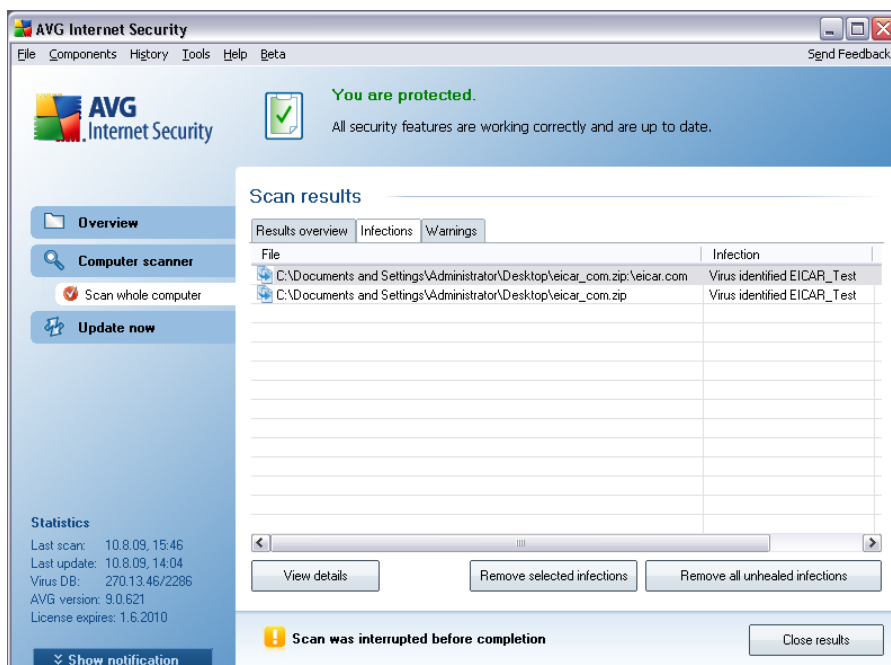 AVG Internet Security
File Components History Tools Help Beta Send Feedback
AVG
Internet Security
You are protected.
All security features are working correctly and are up to date.
Overview
Computer scanner
Scan whole computer
Update now
Scan results
Results overview Infections Warnings
File Infection
C:\Documents and Settings\Administrator\Desktop\eicar_com.zip:\eicar.com Virus identified EICAR_Test
C:\Documents and Settings\Administrator\Desktop\eicar_com.zip Virus identified EICAR_Test
Statistics
Last scan: 10.8.09, 15:46
Last update: 10.8.09, 14:04
Virus DB: 270.13.46/2286
AVG version: 9.0.621
License expires: 1.6.2010
Show notification
View details Remove selected infections Remove all unhealed infections
Scan was interrupted before completion Close results